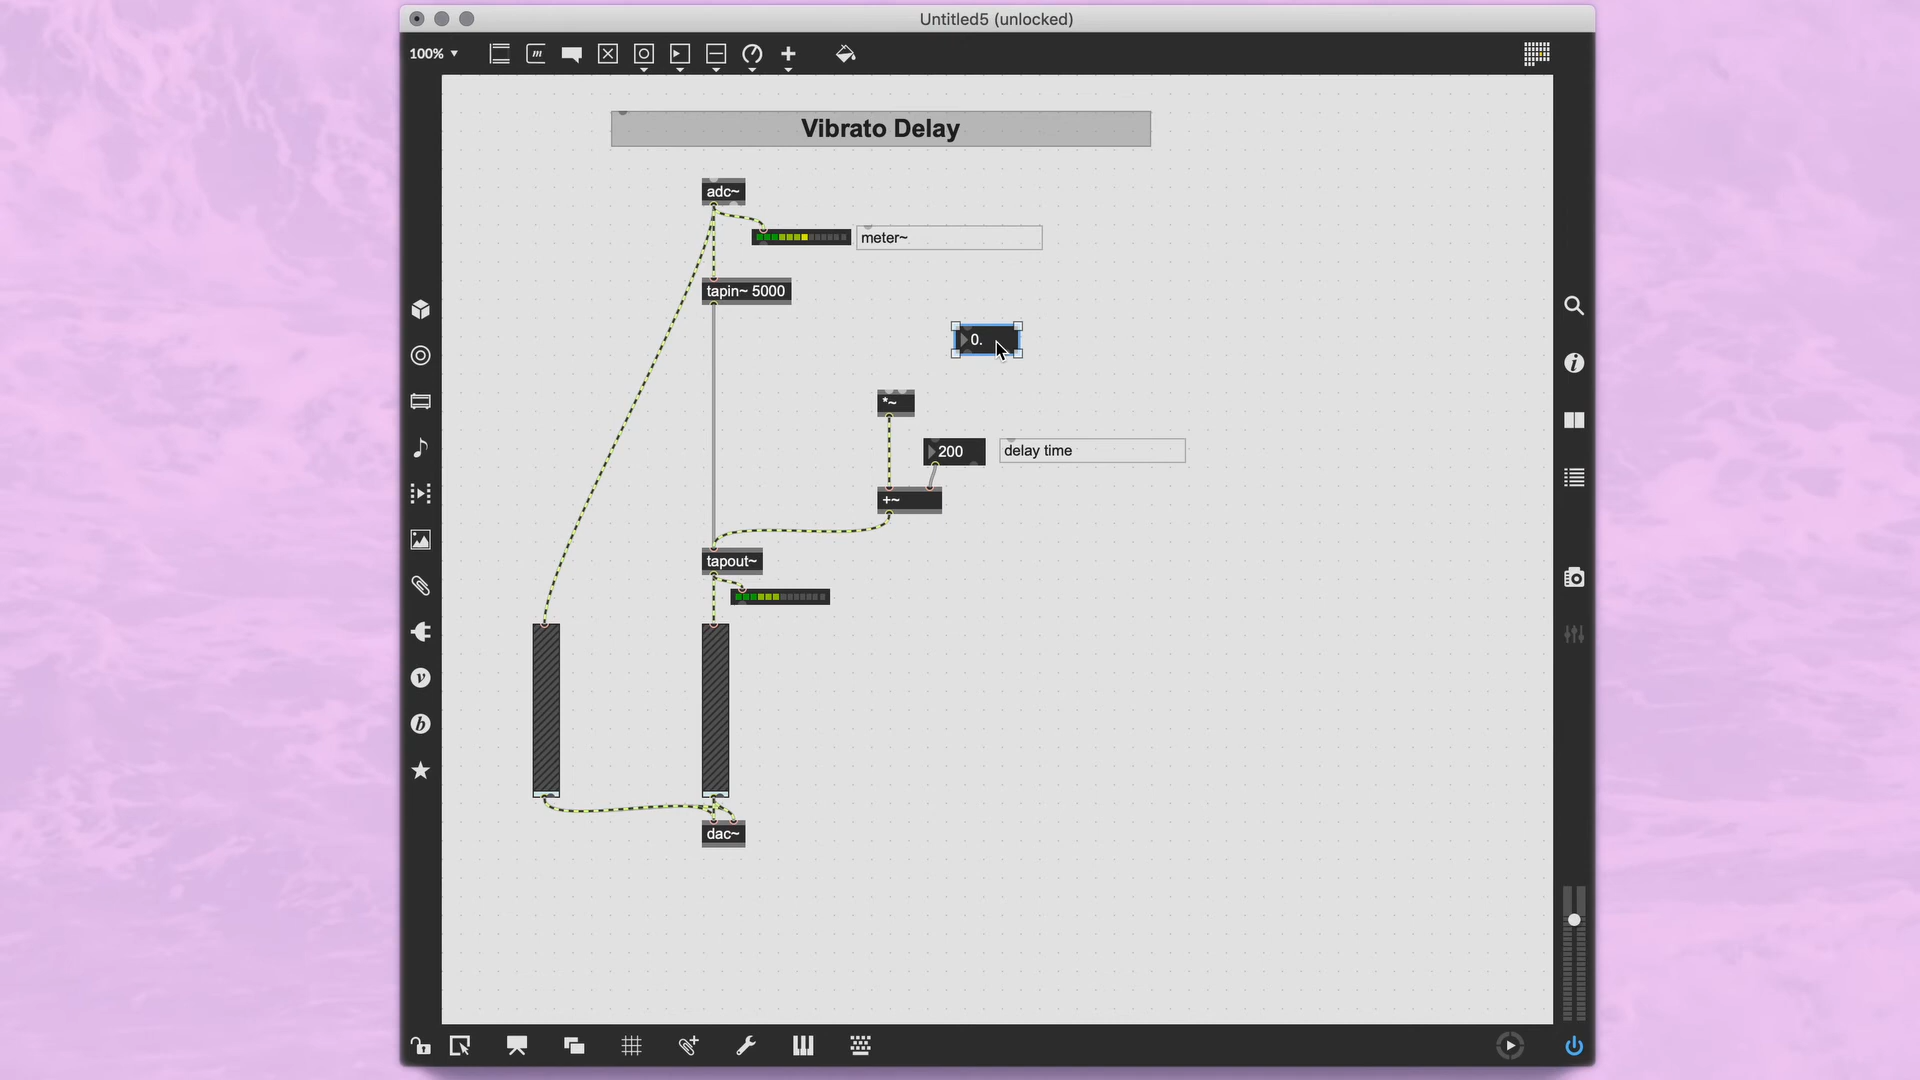 Untitled5 (unlocked)
100%
m
Vibrato Delay
adc~
meter~
tapin~ 5000
0.
*~
200
delay time
+~
tapout~
v
b
dac~